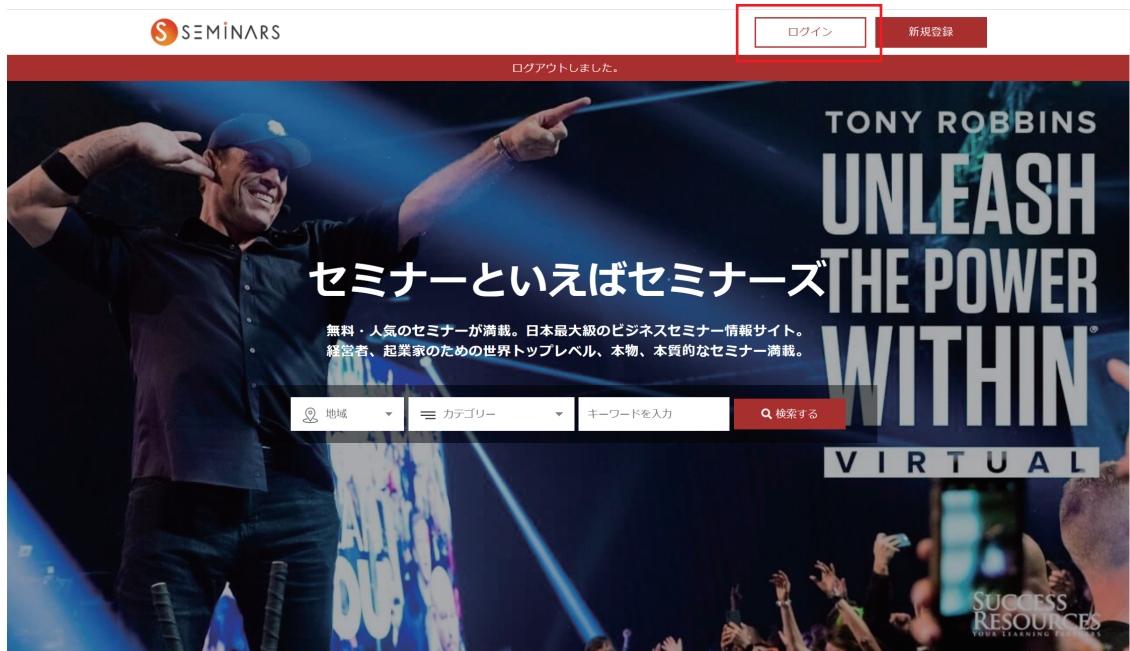 SEMINARS
ログイン
新規登録
ログアウトしました。
TONY ROBBINS
UNLEASH
THE POWER
WITHIN®
VIRTUAL
セミナーといえばセミナーズ
無料・人気のセミナーが満載。日本最大級のビジネスセミナー情報サイト。
経営者、起業家のための世界トップレベル、本物、本質的なセミナー満載。
地域
カテゴリー
キーワードを入力
検索する
SUCCESS
RESOURCES
YOUR LEARNING PARTNERS